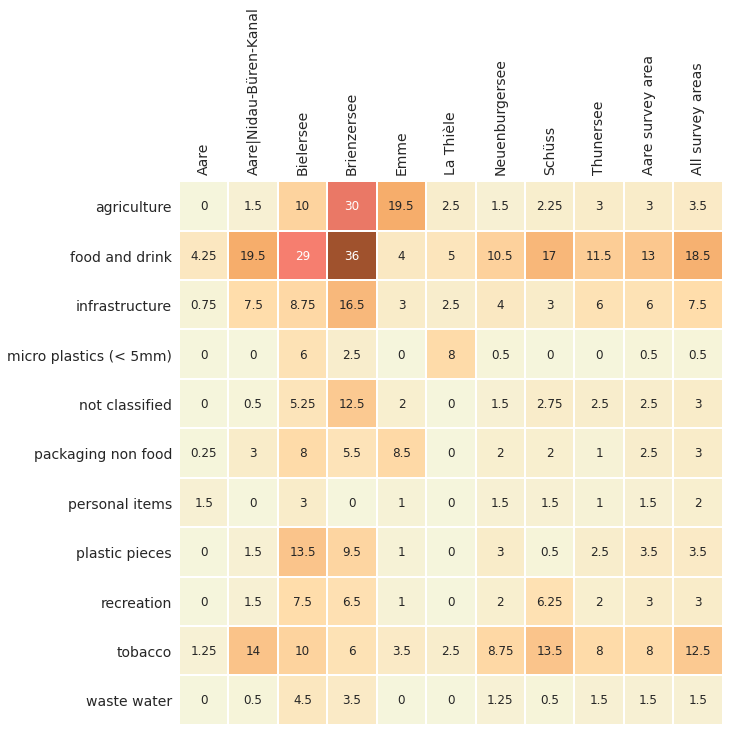 Aare Aare|Nidau-Büren-Kanal Bielersee Brienzersee Emme La Thièle Neuenburgersee Schüss Thunersee Aare survey area All survey areas
agriculture 0 1.5 10 30 19.5 2.5 1.5 2.25 3 3 3.5
food and drink 4.25 19.5 29 36 4 5 10.5 17 11.5 13 18.5
infrastructure 0.75 7.5 8.75 16.5 3 2.5 4 3 6 6 7.5
micro plastics (< 5mm) 0 0 6 2.5 0 8 0.5 0 0 0.5 0.5
not classified 0 0.5 5.25 12.5 2 0 1.5 2.75 2.5 2.5 3
packaging non food 0.25 3 8 5.5 8.5 0 2 2 1 2.5 3
personal items 1.5 0 3 0 1 0 1.5 1.5 1 1.5 2
plastic pieces 0 1.5 13.5 9.5 1 0 3 0.5 2.5 3.5 3.5
recreation 0 1.5 7.5 6.5 1 0 2 6.25 2 3 3
tobacco 1.25 14 10 6 3.5 2.5 8.75 13.5 8 8 12.5
waste water 0 0.5 4.5 3.5 0 0 1.25 0.5 1.5 1.5 1.5